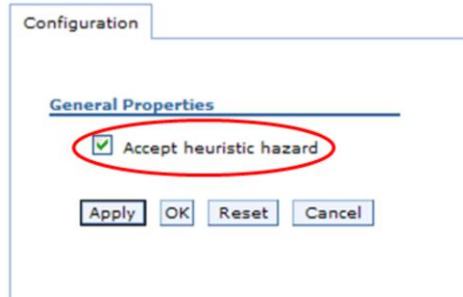 Configuration
General Properties
Accept heuristic hazard
Apply OK Reset Cancel